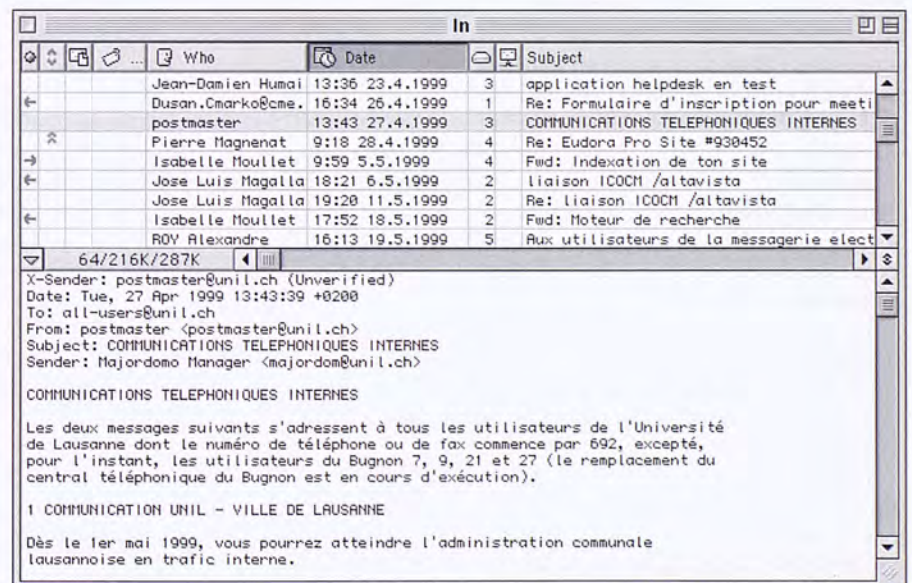 In
... Who Date Subject
Jean-Damien Humai 13:36 23.4.1999 3 application helpdesk en test
Dusan.Cmarko@cme. 16:34 26.4.1999 1 Re: Formulaire d'inscription pour meeti
postmaster 13:43 27.4.1999 3 COMMUNICATIONS TELEPHONIQUES INTERNES
Pierre Magnenat 9:18 28.4.1999 4 Re: Eudora Pro Site #930452
Isabelle Moullet 9:59 5.5.1999 4 Fwd: Indexation de ton site
Jose Luis Magalla 18:21 6.5.1999 2 liaison ICOCM /altavista
Jose Luis Magalla 19:20 11.5.1999 2 Re: liaison ICOCM /altavista
Isabelle Moullet 17:52 18.5.1999 2 Fwd: Moteur de recherche
ROY Alexandre 16:13 19.5.1999 5 Aux utilisateurs de la messagerie elect
64/216K/287K
X-Sender: postmaster@unil.ch (Unverified)
Date: Tue, 27 Apr 1999 13:43:39 +0200
To: all-users@unil.ch
From: postmaster <postmaster@unil.ch>
Subject: COMMUNICATIONS TELEPHONIQUES INTERNES
Sender: Majordomo Manager <majordom@unil.ch>
COMMUNICATIONS TELEPHONIQUES INTERNES
Les deux messages suivants s'adressent à tous les utilisateurs de l'Université
de Lausanne dont le numéro de téléphone ou de fax commence par 692, excepté,
pour l'instant, les utilisateurs du Bugnon 7, 9, 21 et 27 (le remplacement du
central téléphonique du Bugnon est en cours d'exécution).
1 COMMUNICATION UNIL - VILLE DE LAUSANNE
Dès le 1er mai 1999, vous pourrez atteindre l'administration communale
lausannoise en trafic interne.